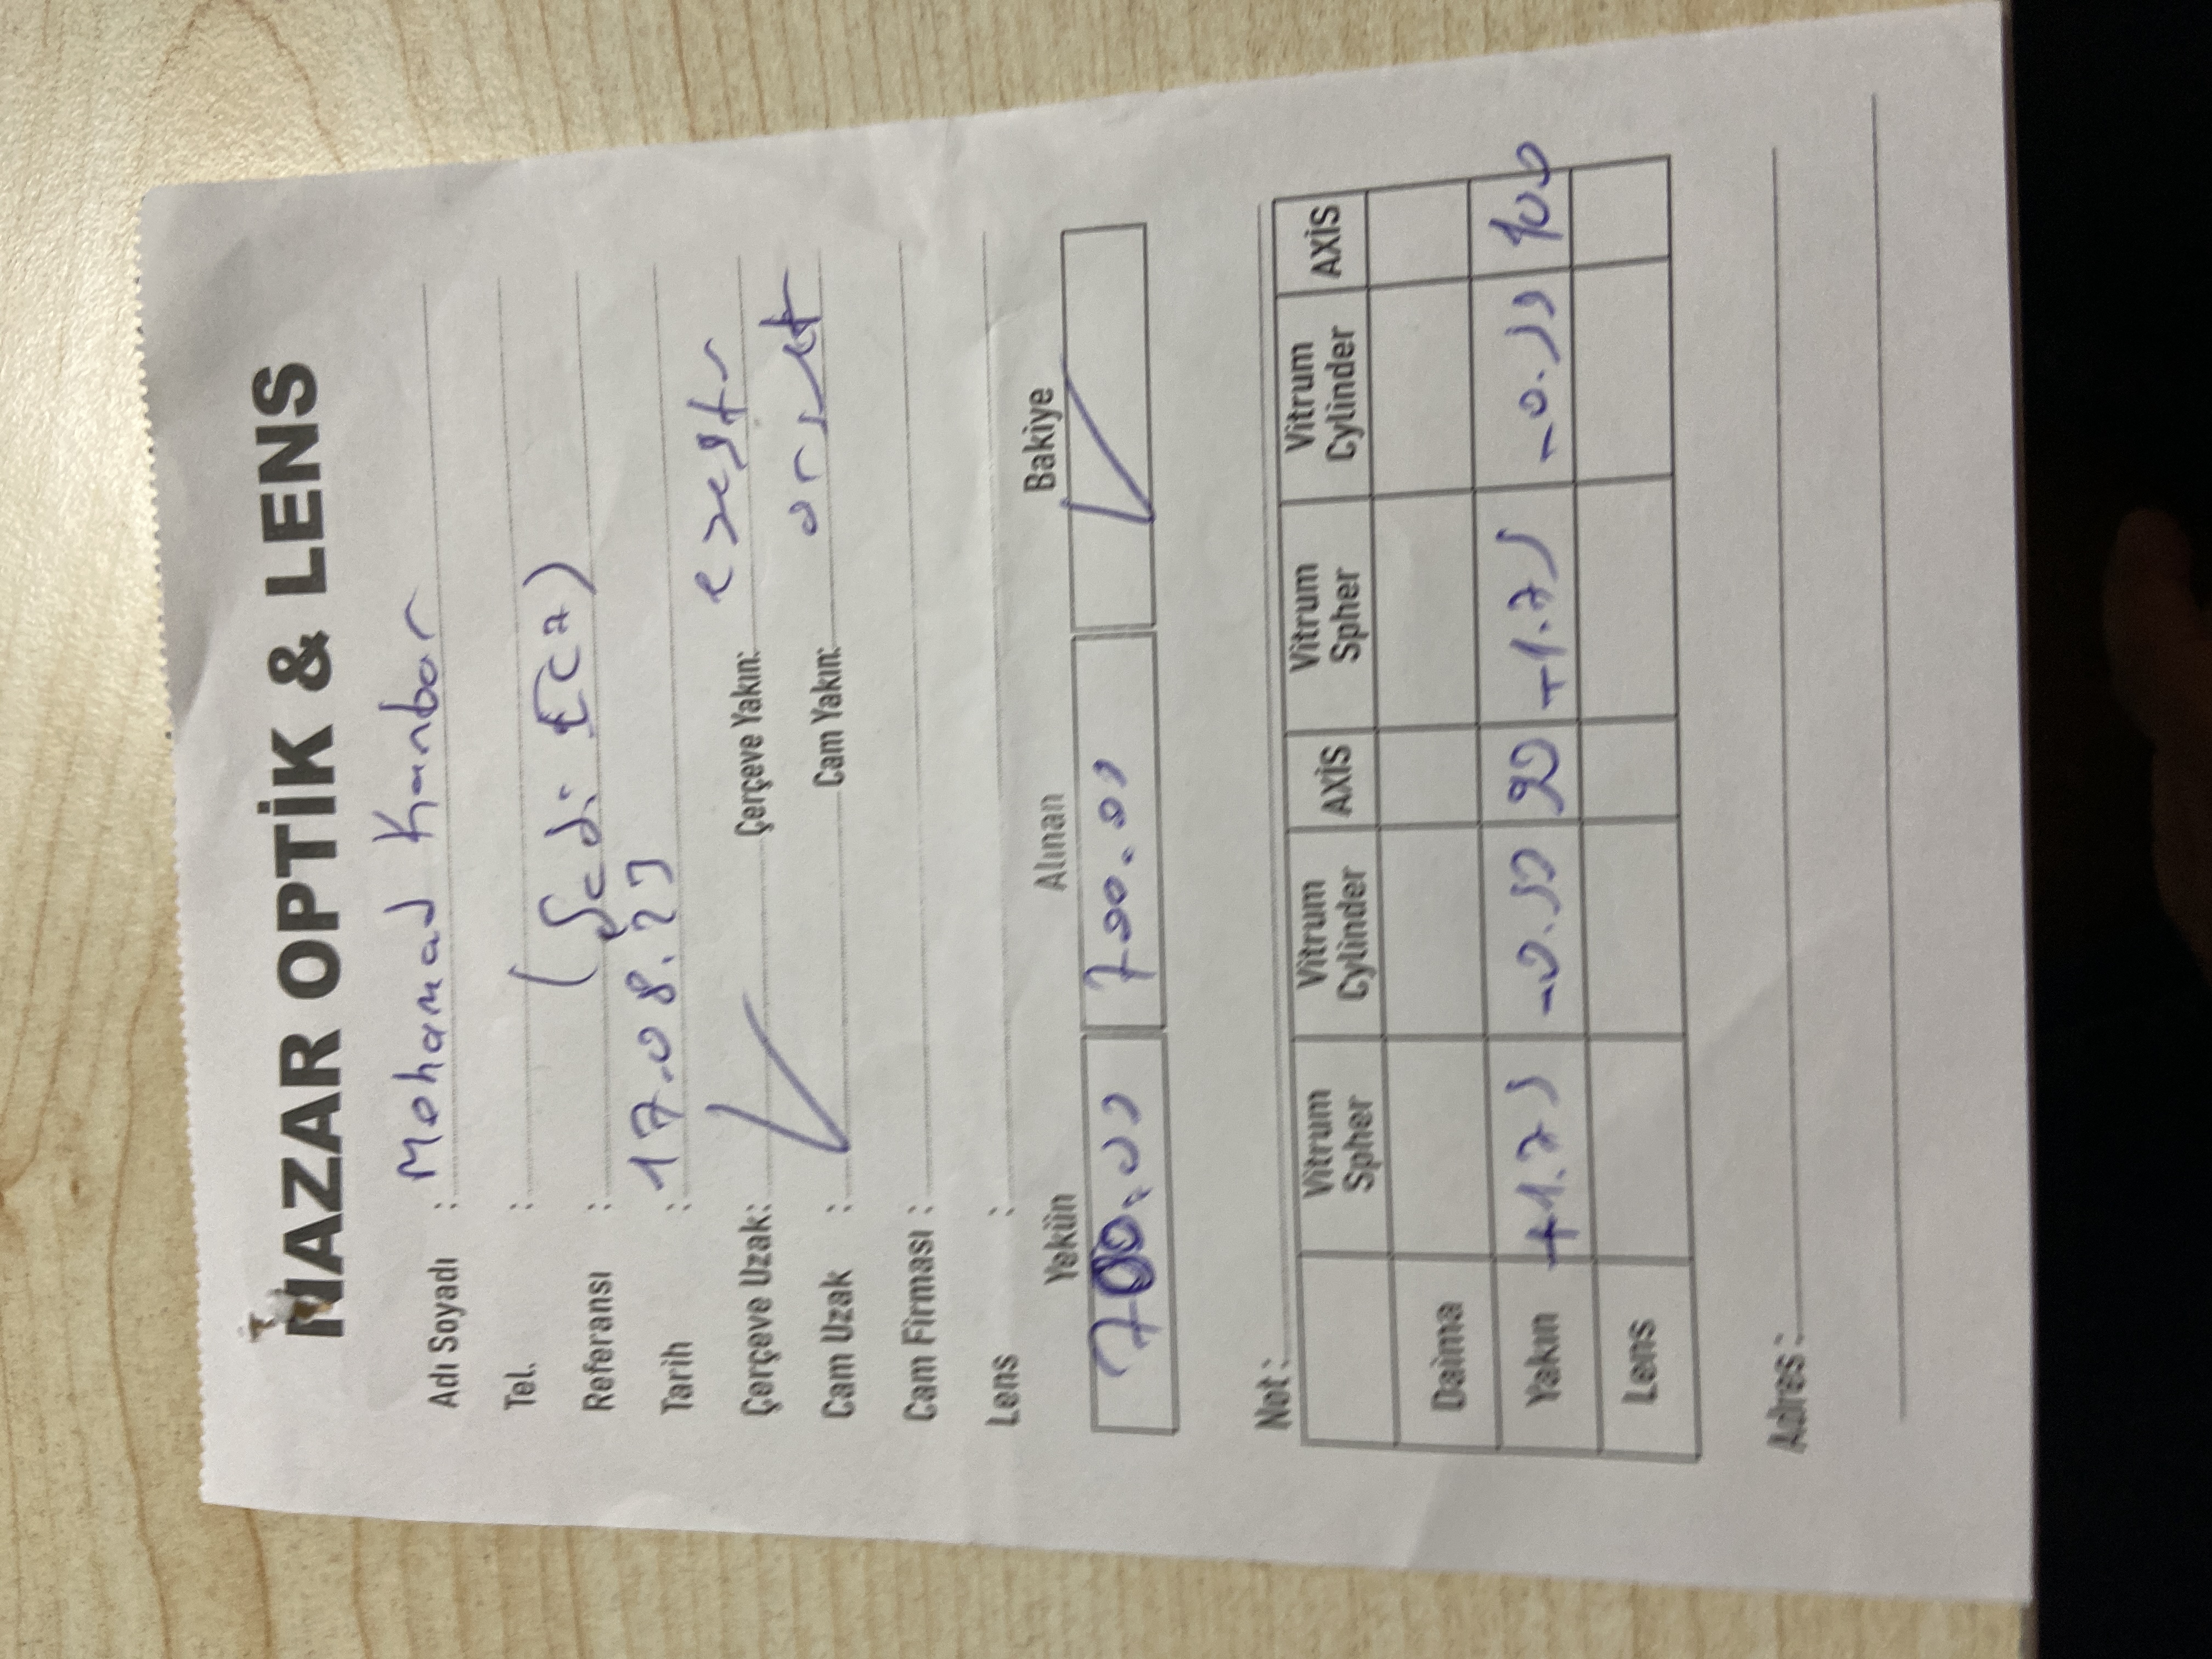 NAZAR OPTİK & LENS
Adı Soyadı : Mohamad Kanbar
Tel. :
Referansı : (Sadi
Tarih : 17.08.23
Çerçeve Uzak: Çerçeve Yakın:
Cam Uzak : Cam Yakın:
Cam Firması :
Lens :
Yekün Alınan Bakiye
700.00 700.00
Not :
Vitrum Spher Vitrum Cylinder AXİS Vitrum Spher Vitrum Cylinder AXİS
Daima
Yakın +1.75 -0.50 90 +1.75 -0.50 100
Lens
Adres :